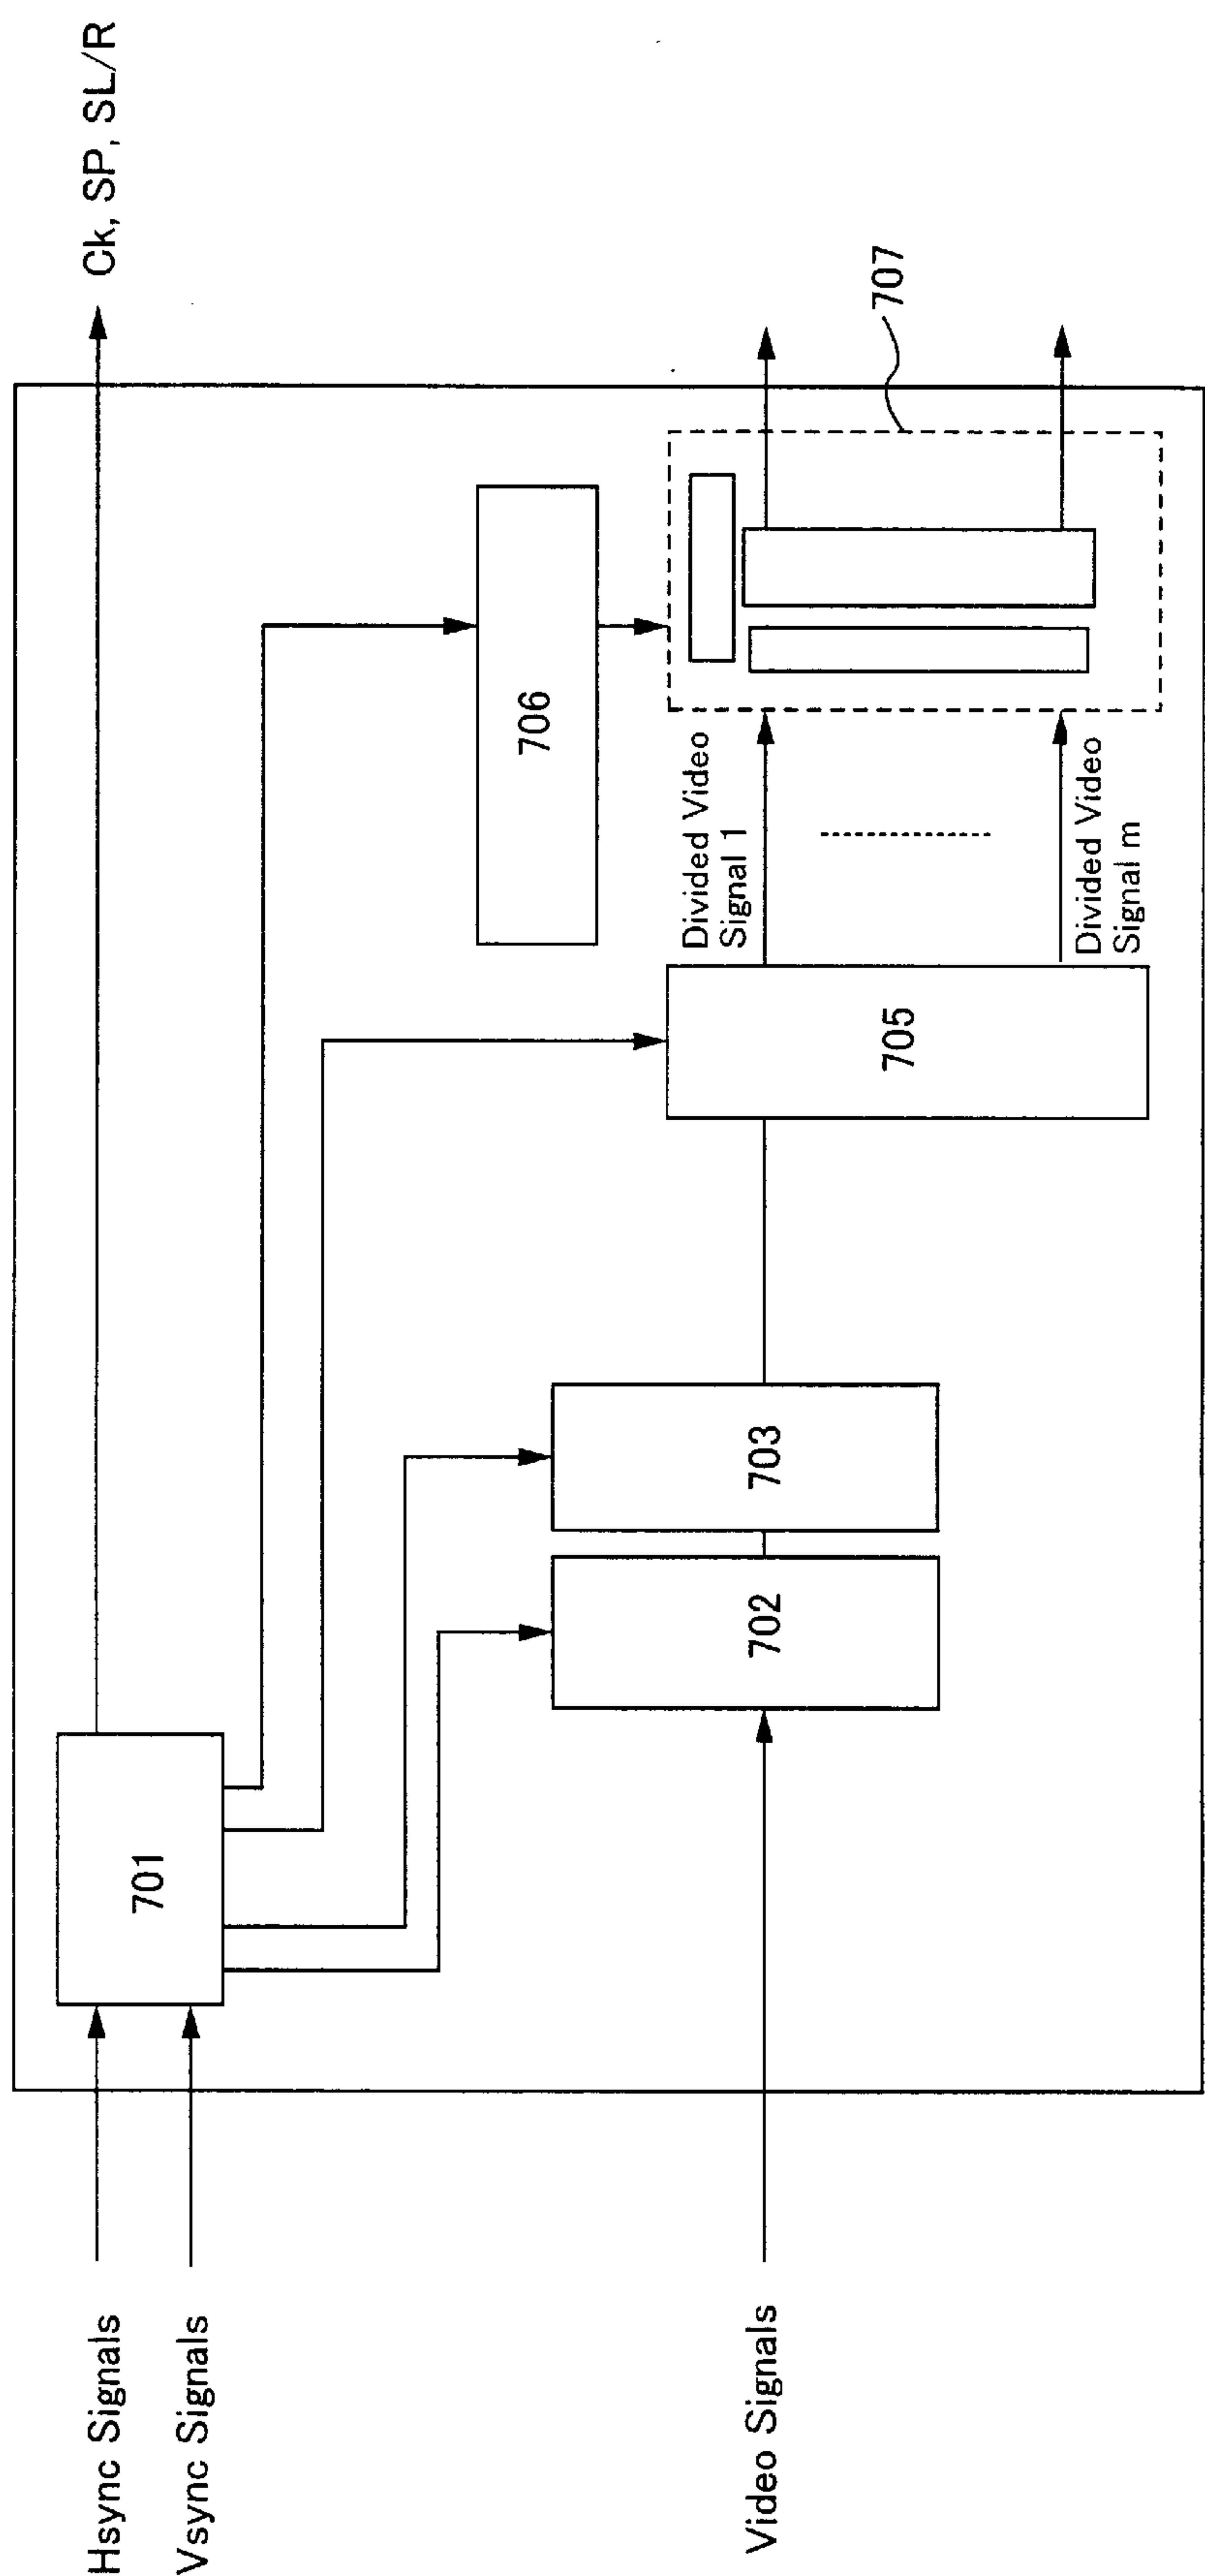 Hsync Signals
Vsync Signals
Video Signals
701
702
703
705
706
707
Divided Video
Signal 1
Divided Video
Signal m
Ck, SP, SL/R